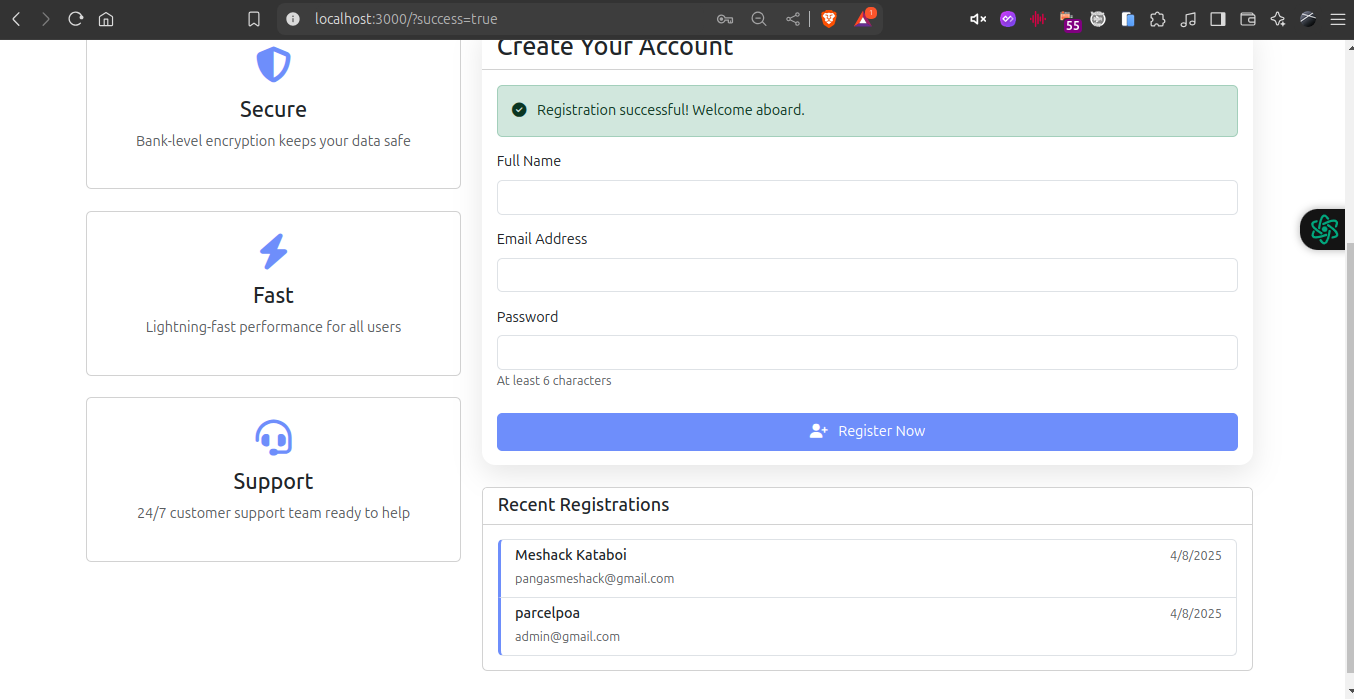 localhost:3000/?success=true
1
55
Create Your Account
Secure
Bank-level encryption keeps your data safe
Fast
Lightning-fast performance for all users
Support
24/7 customer support team ready to help
Registration successful! Welcome aboard.
Full Name
Email Address
Password
At least 6 characters
Register Now
Recent Registrations
Meshack Kataboi 4/8/2025
pangasmeshack@gmail.com
parcelpoa 4/8/2025
admin@gmail.com